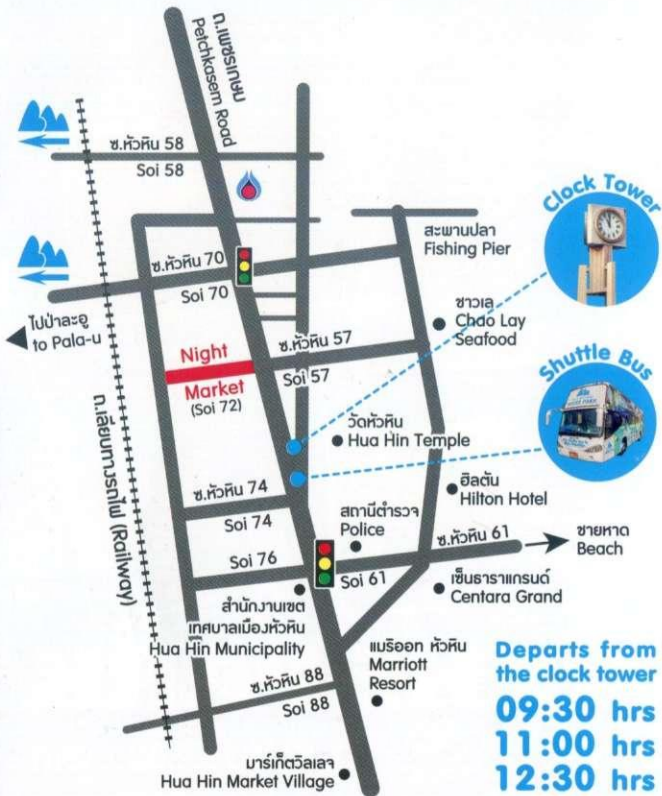 ถ.เพชรเกษม
Petchkasem Road
ซ.หัวหิน 58
Soi 58
Clock Tower
สะพานปลา
Fishing Pier
ซ.หัวหิน 70
Soi 70
ไปป่าละอู
to Pala-u
ชาวเล
Chao Lay
Seafood
Night
Market
(Soi 72)
ซ.หัวหิน 57
Soi 57
Shuttle Bus
วัดหัวหิน
Hua Hin Temple
ถ.เลียบทางรถไฟ (Railway)
ซ.หัวหิน 74
Soi 74
ฮิลตัน
Hilton Hotel
สถานีตำรวจ
Police
ซ.หัวหิน 61
Soi 61
ชายหาด
Beach
Soi 76
สำนักงานเขต
เทศบาลเมืองหัวหิน
Hua Hin Municipality
เซ็นธาราแกรนด์
Centara Grand
แมริออท หัวหิน
Marriott
Resort
ซ.หัวหิน 88
Soi 88
มาร์เก็ตวิลเลจ
Hua Hin Market Village
Departs from
the clock tower
09:30 hrs
11:00 hrs
12:30 hrs